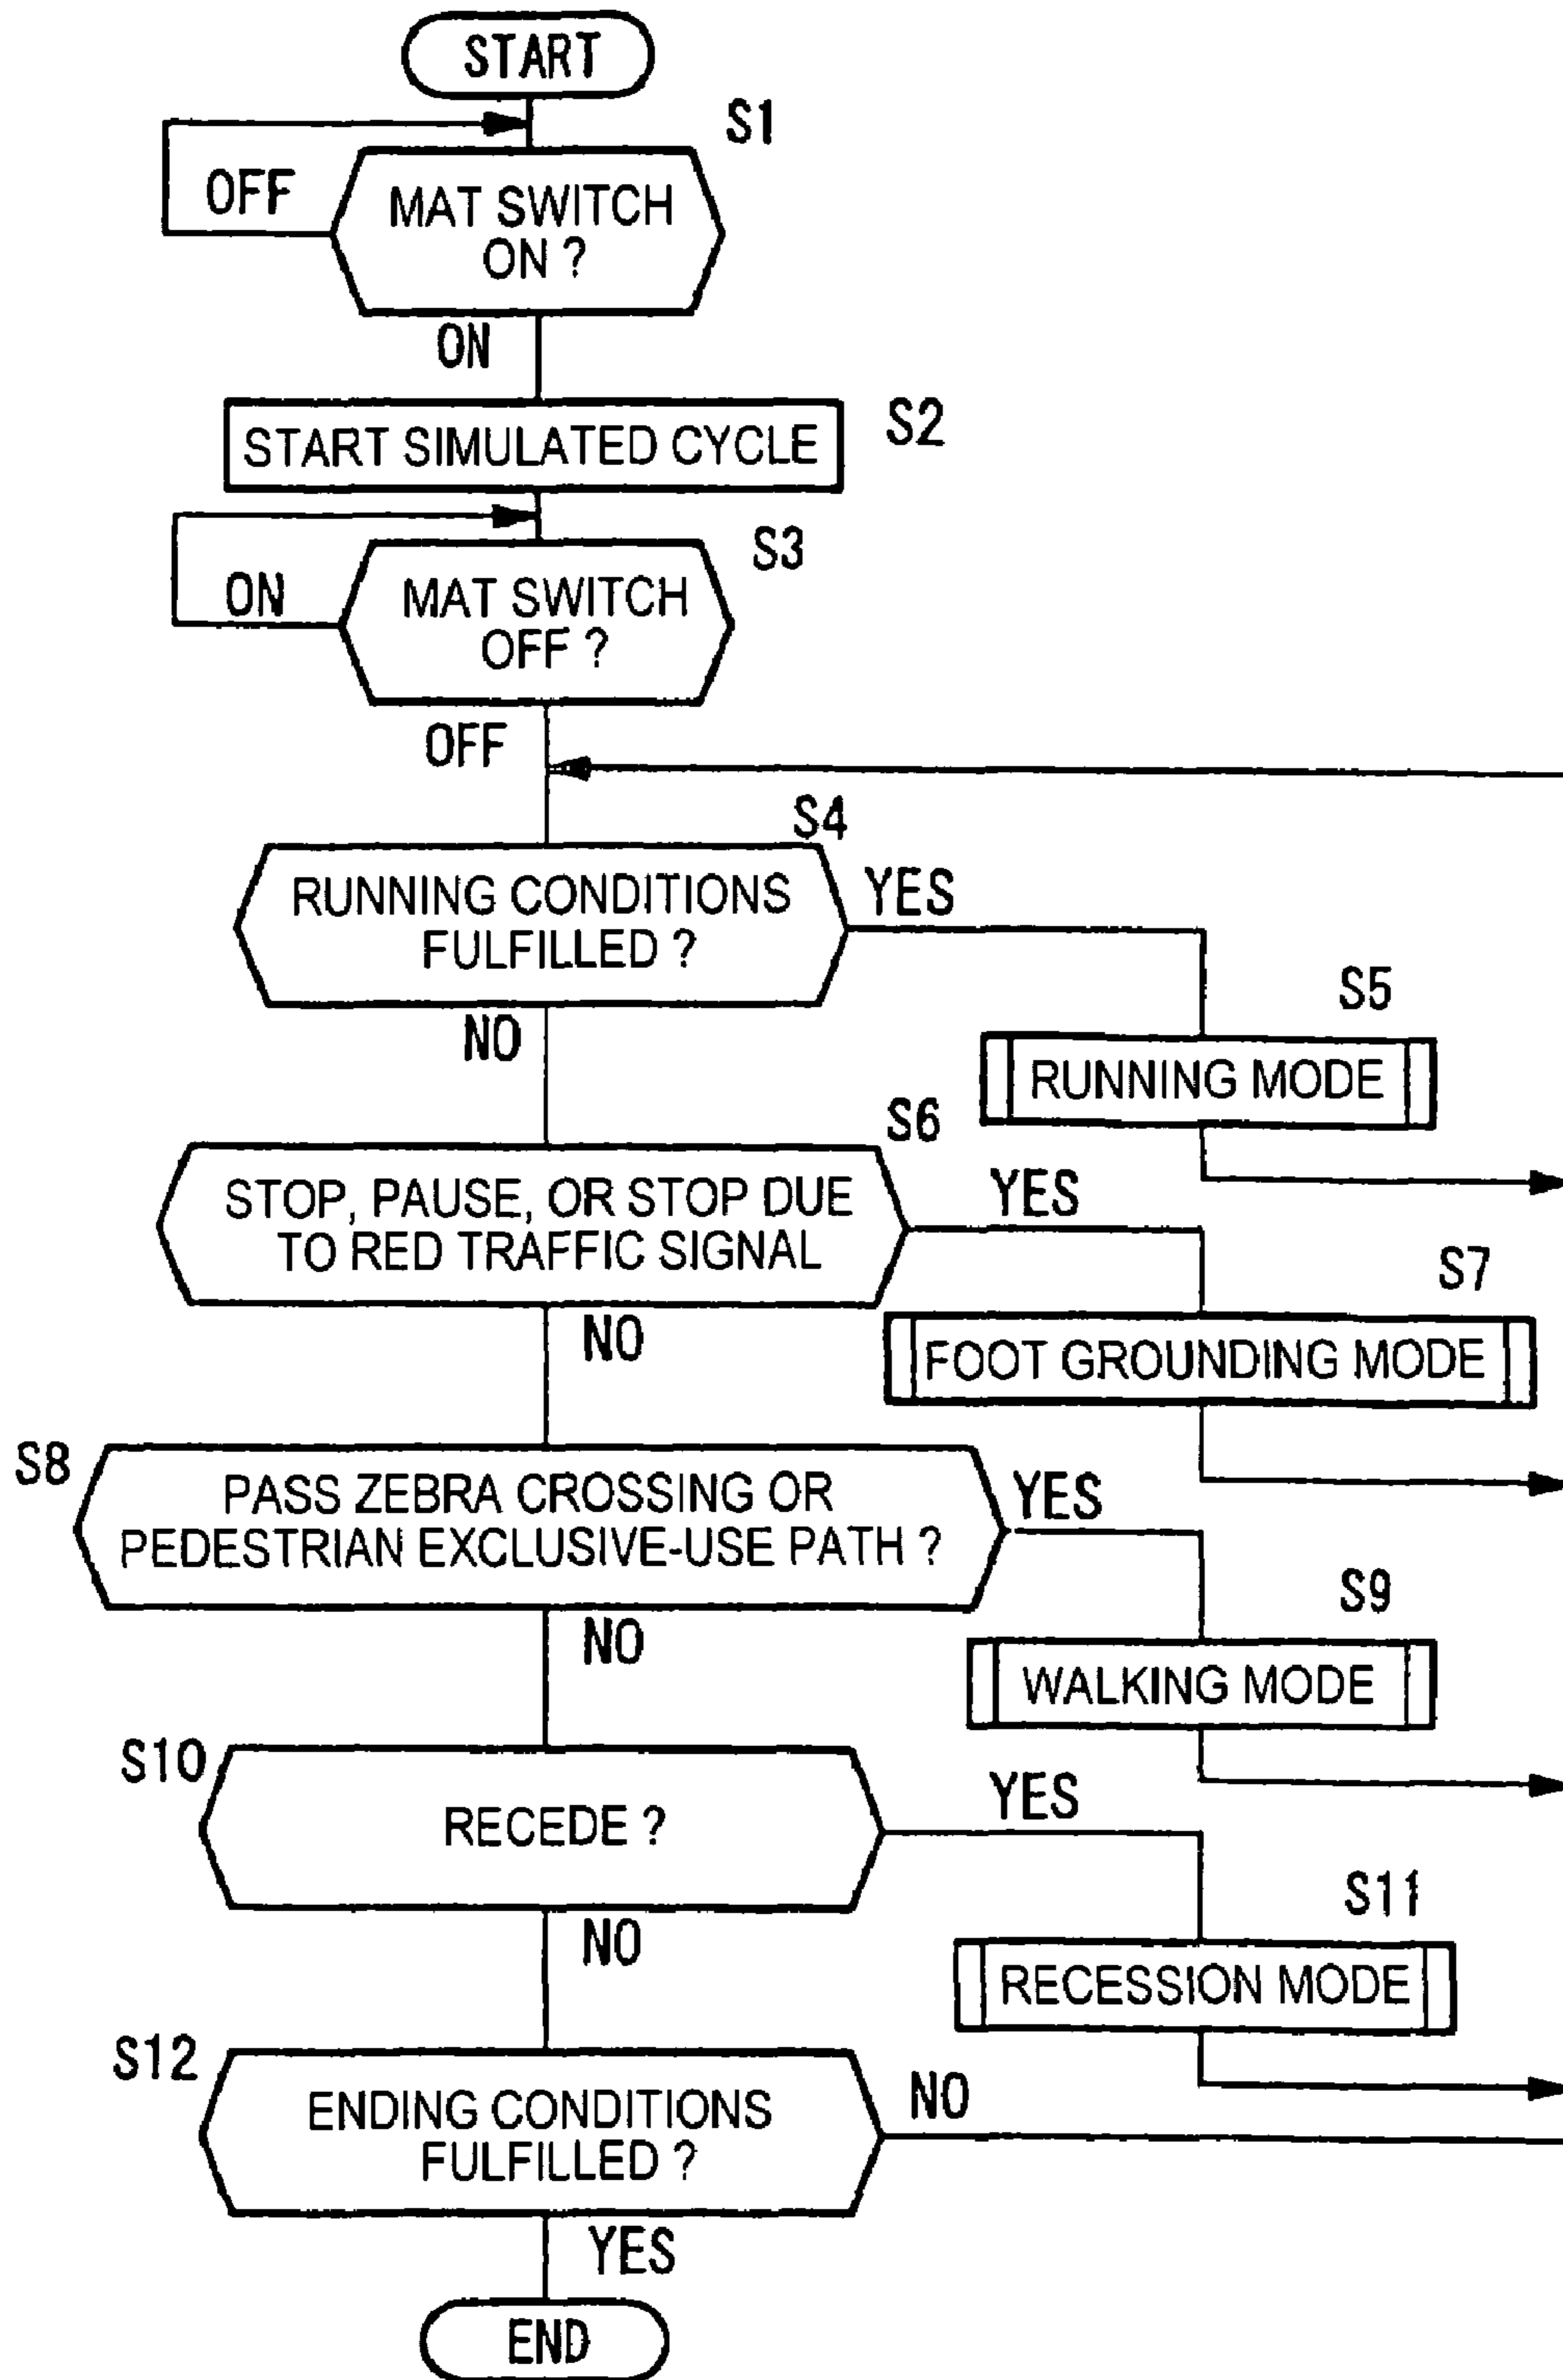 START
S1
OFF
MAT SWITCH
ON ?
ON
S2
START SIMULATED CYCLE
S3
ON
MAT SWITCH
OFF ?
OFF
S4
RUNNING CONDITIONS
FULFILLED ?
YES
NO
S5
RUNNING MODE
S6
STOP, PAUSE, OR STOP DUE
TO RED TRAFFIC SIGNAL
YES
NO
S7
FOOT GROUNDING MODE
S8
PASS ZEBRA CROSSING OR
PEDESTRIAN EXCLUSIVE-USE PATH ?
YES
NO
S9
WALKING MODE
S10
RECEDE ?
YES
NO
S11
RECESSION MODE
S12
ENDING CONDITIONS
FULFILLED ?
NO
YES
END